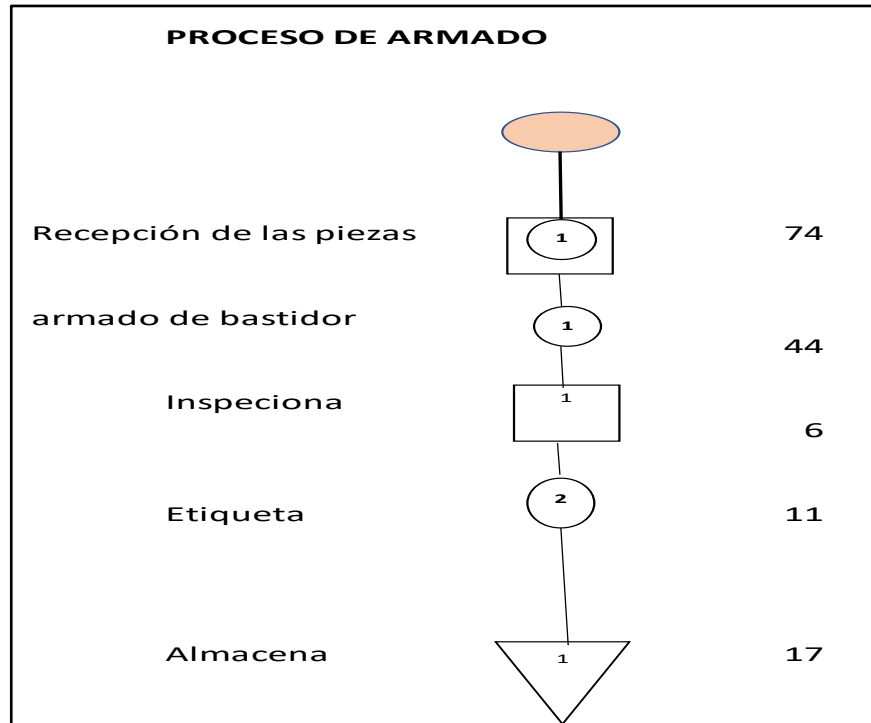 PROCESO DE ARMADO
Recepción de las piezas 1 74
armado de bastidor 1 44
Inspeciona 1 6
Etiqueta 2 11
Almacena 1 17